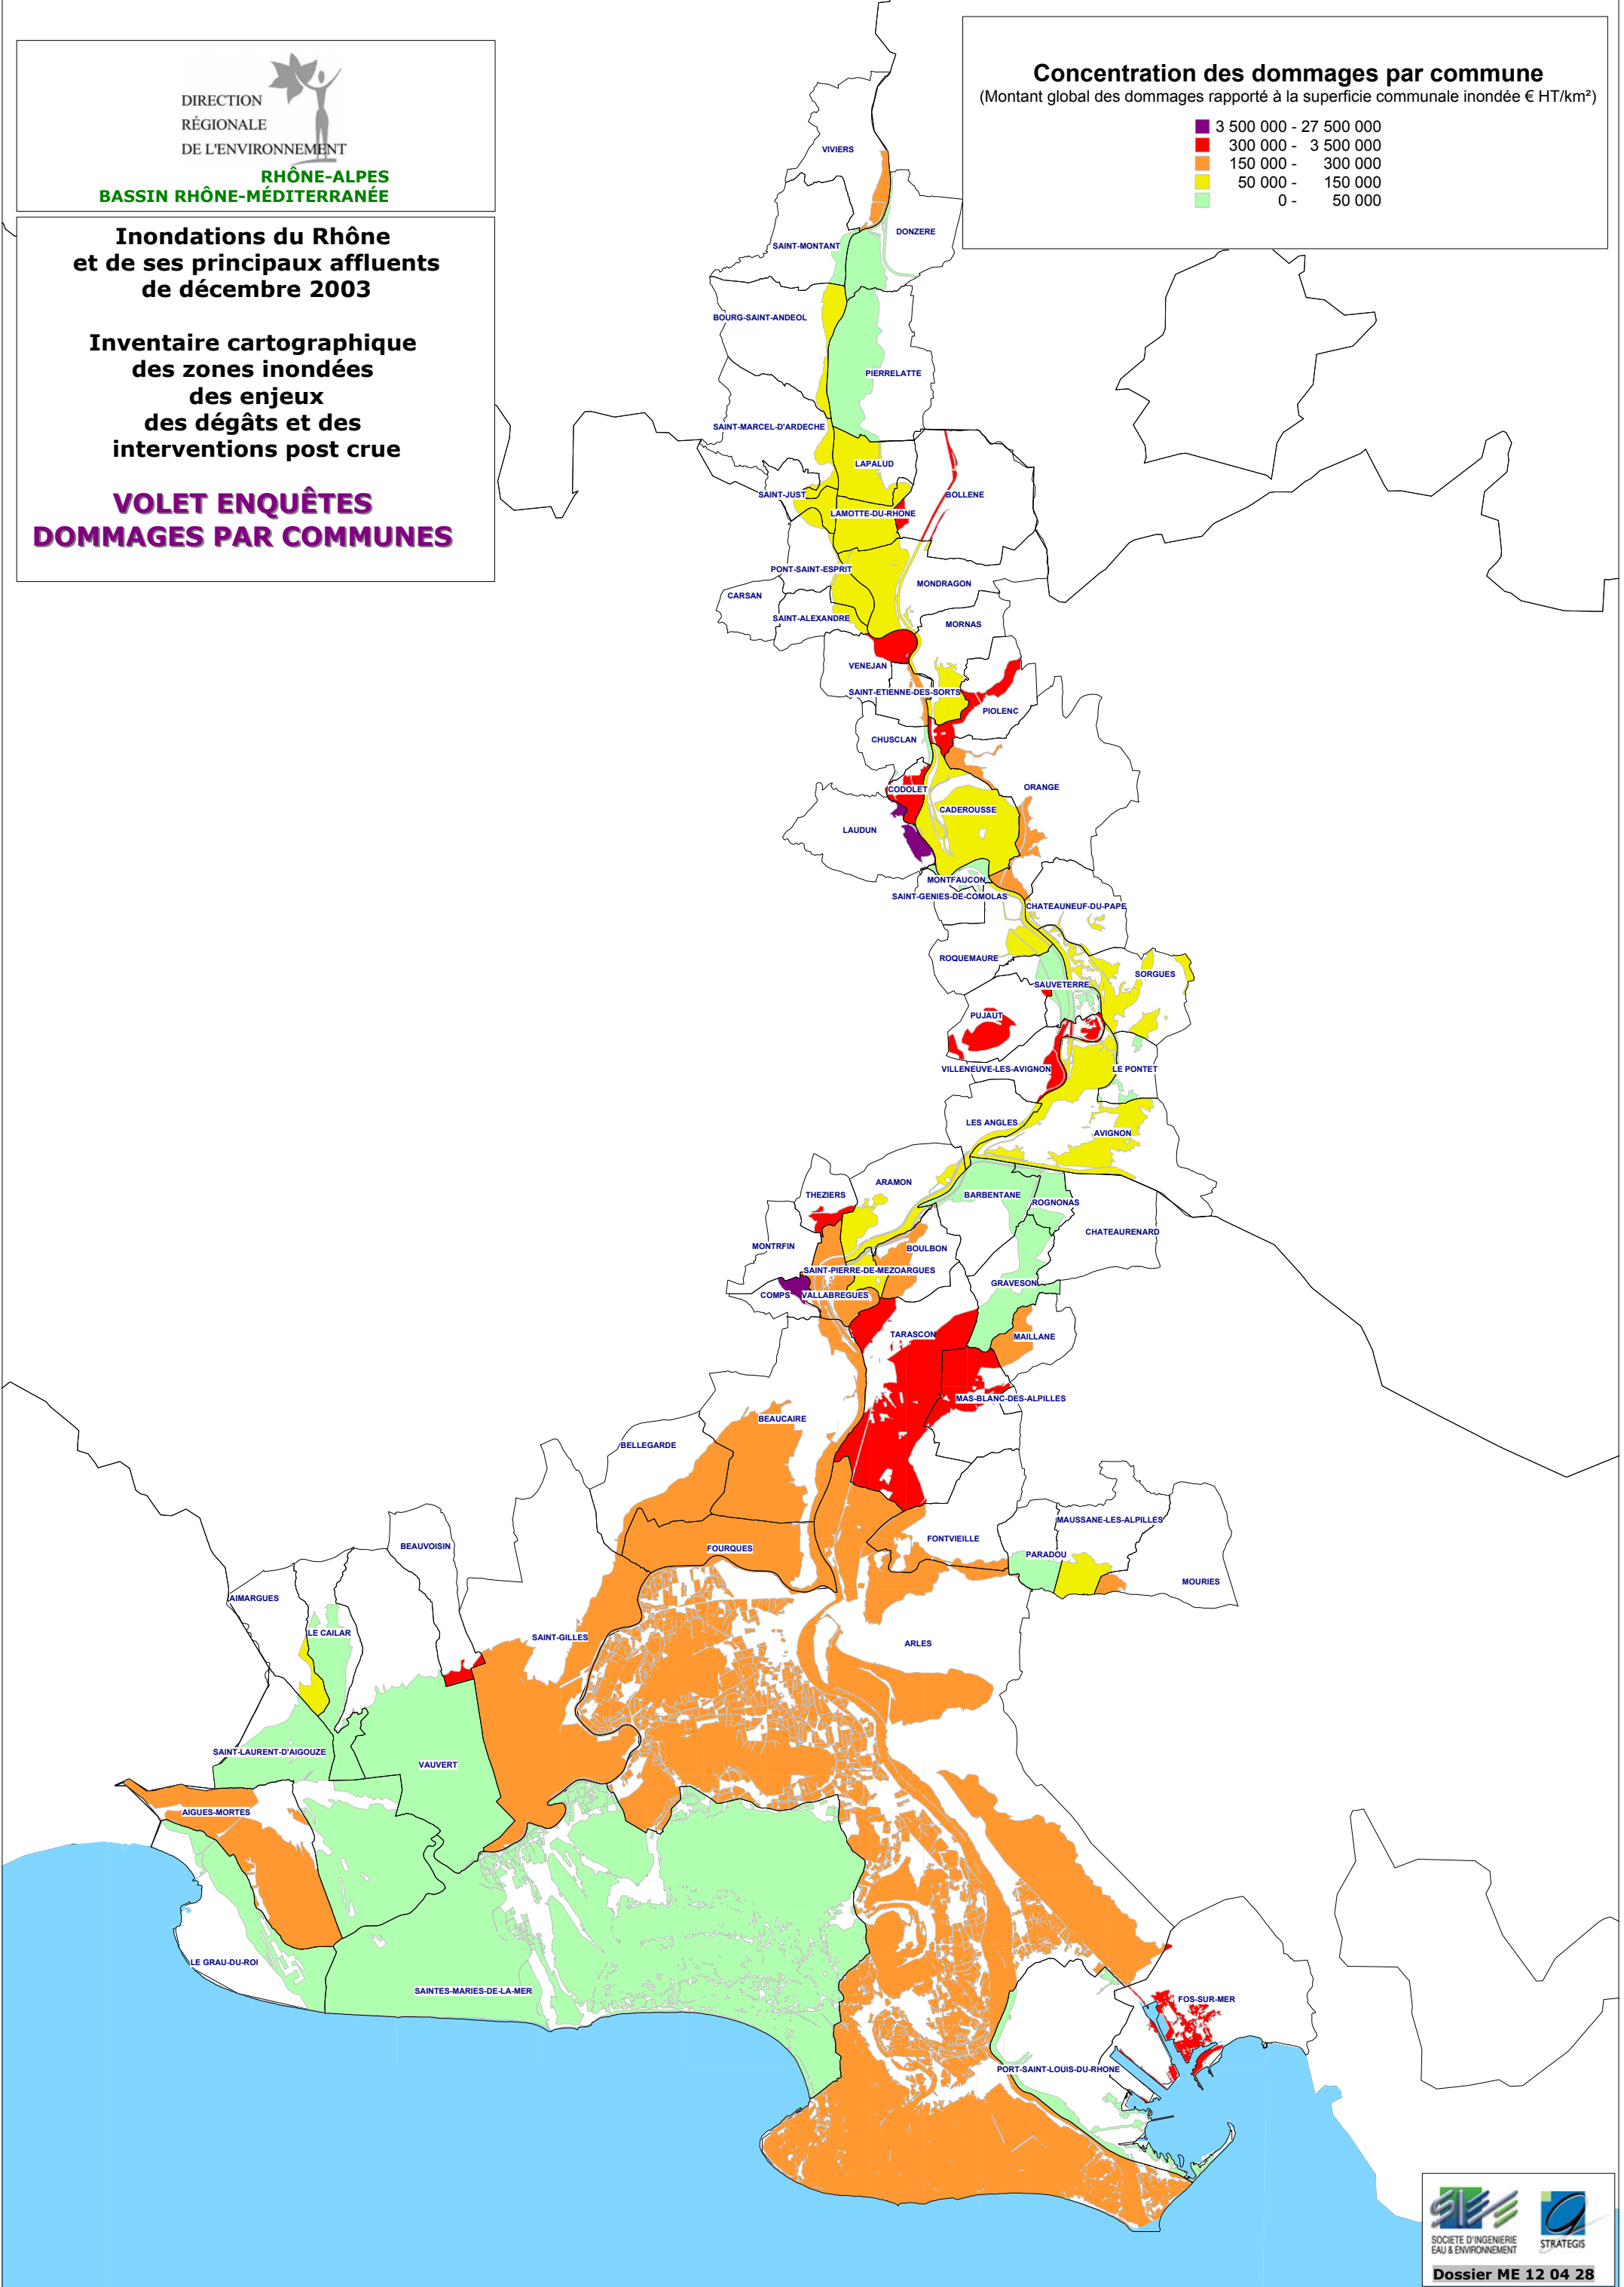 DIRECTION
RÉGIONALE
DE L'ENVIRONNEMENT
RHÔNE-ALPES
BASSIN RHÔNE-MÉDITERRANÉE
Inondations du Rhône
et de ses principaux affluents
de décembre 2003
Inventaire cartographique
des zones inondées
des enjeux
des dégâts et des
interventions post crue
VOLET ENQUÊTES
DOMMAGES PAR COMMUNES
Concentration des dommages par commune
(Montant global des dommages rapporté à la superficie communale inondée € HT/km²)
3 500 000 - 27 500 000
300 000 - 3 500 000
150 000 - 300 000
50 000 - 150 000
0 - 50 000
VIVIERS
DONZERE
SAINT-MONTANT
BOURG-SAINT-ANDEOL
PIERRELATTE
SAINT-MARCEL-D'ARDECHE
LAPALUD
SAINT-JUST
BOLLENE
LAMOTTE-DU-RHONE
PONT-SAINT-ESPRIT
MONDRAGON
CARSAN
SAINT-ALEXANDRE
MORNAS
VENEJAN
SAINT-ETIENNE-DES-SORTS
PIOLENC
CHUSCLAN
CODOLET
ORANGE
CADEROUSSE
LAUDUN
MONTFAUCON
SAINT-GENIES-DE-COMOLAS
CHATEAUNEUF-DU-PAPE
ROQUEMAURE
SORGUES
SAUVETERRE
PUJAUT
VILLENEUVE-LES-AVIGNON
LE PONTET
LES ANGLES
AVIGNON
ARAMON
THEZIERS
BARBENTANE
ROGNONAS
CHATEAURENARD
MONTRFIN
BOULBON
SAINT-PIERRE-DE-MEZOARGUES
GRAVESON
COMPS
VALLABREGUES
TARASCON
MAILLANE
MAS-BLANC-DES-ALPILLES
BEAUCAIRE
BELLEGARDE
MAUSSANE-LES-ALPILLES
FONTVIEILLE
BEAUVOISIN
FOURQUES
PARADOU
MOURIES
AIMARGUES
LE CAILAR
SAINT-GILLES
ARLES
SAINT-LAURENT-D'AIGOUZE
VAUVERT
AIGUES-MORTES
LE GRAU-DU-ROI
SAINTES-MARIES-DE-LA-MER
FOS-SUR-MER
PORT-SAINT-LOUIS-DU-RHONE
SOCIETE D'INGENIERIE
EAU & ENVIRONNEMENT
STRATEGIS
Dossier ME 12 04 28